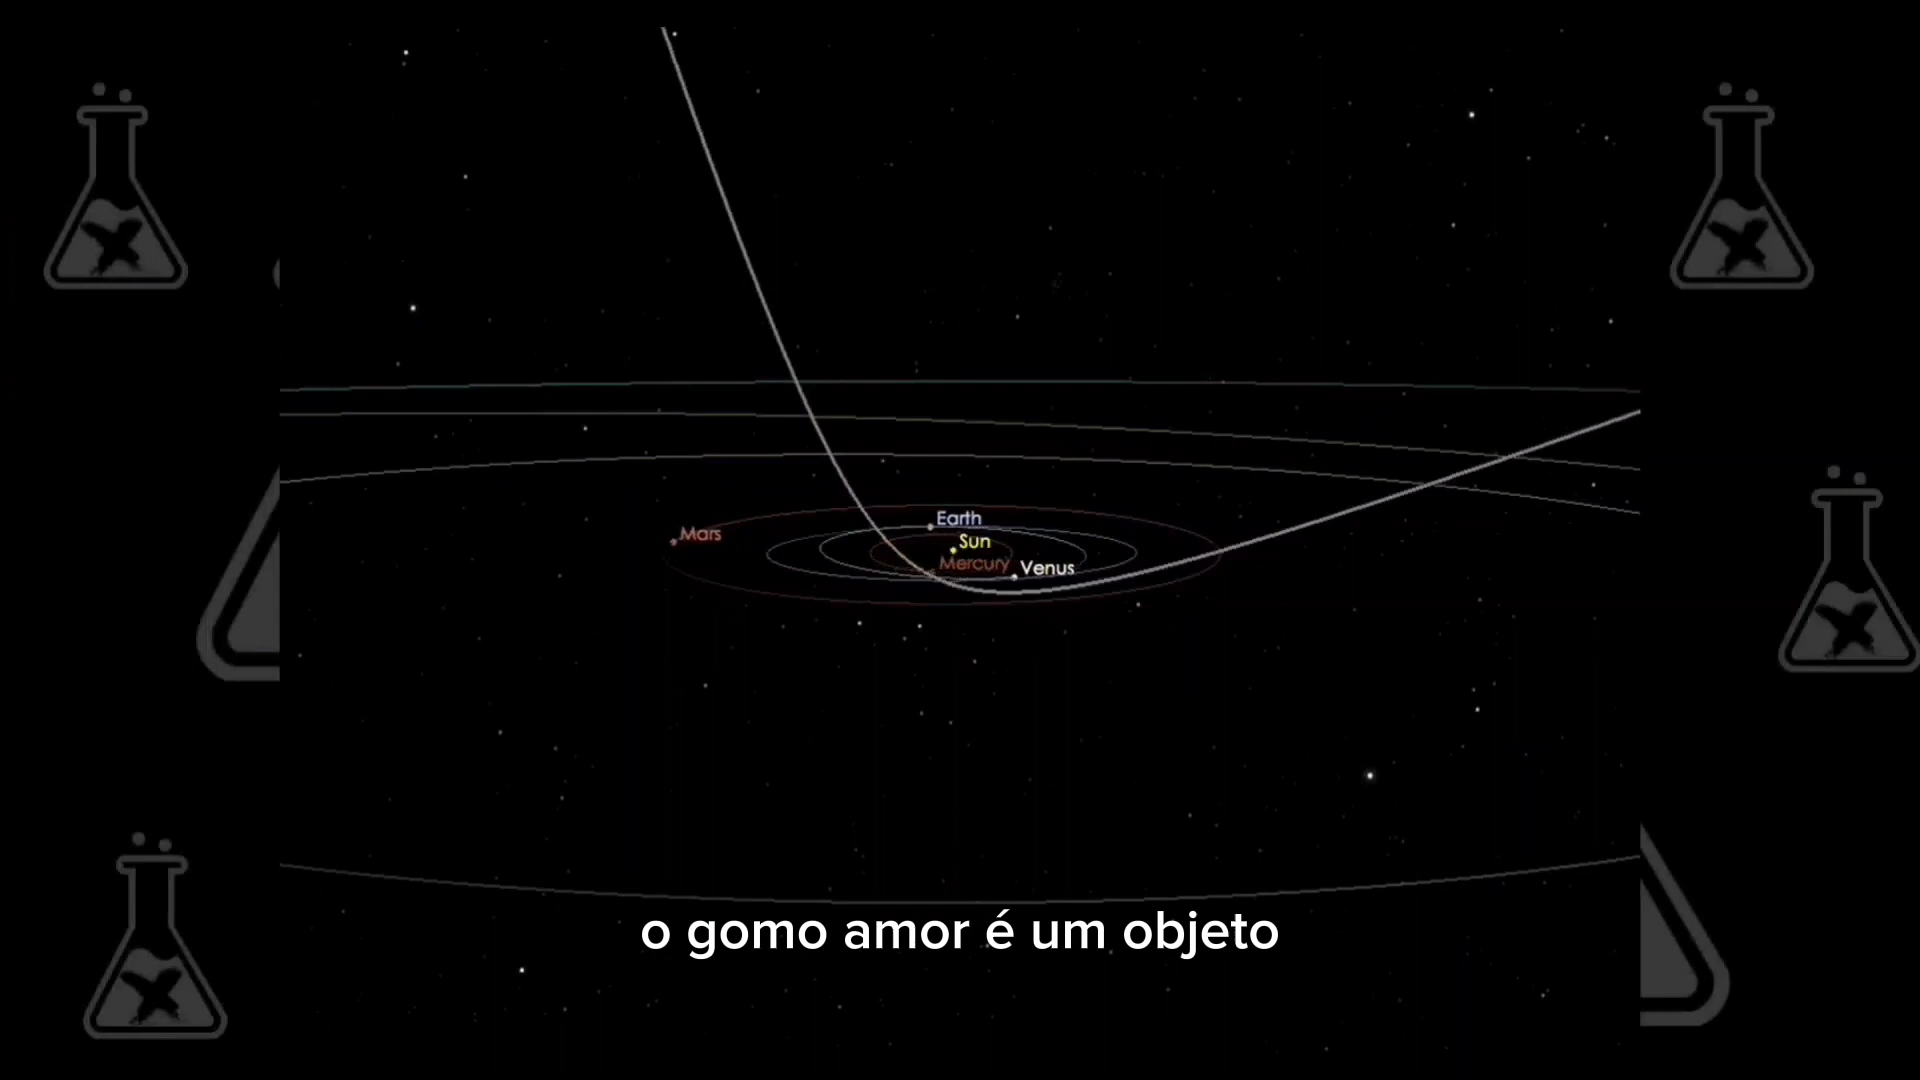 Earth
Mars
Sun
Mercury
Venus
o gomo amor é um objeto